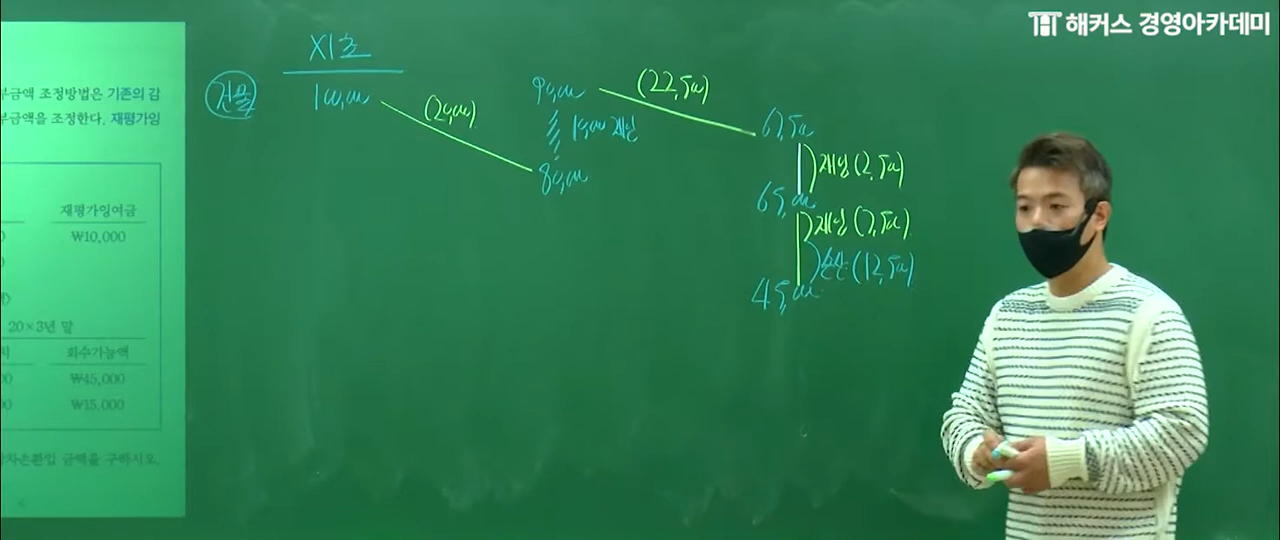 해커스 경영아카데미
X1초
건물
100,000
(20,000)
80,000
90,000
10,000 재잉
(22,500)
67,500
재잉 (2,500)
65,000
재잉 (7,500)
손상 (12,500)
45,000
부금액 조정방법은 기존의 감
부금액을 조정한다. 재평가잉
재평가잉여금
₩10,000
20×3년 말
회수가능액
₩45,000
₩15,000
차손환입 금액을 구하시오.